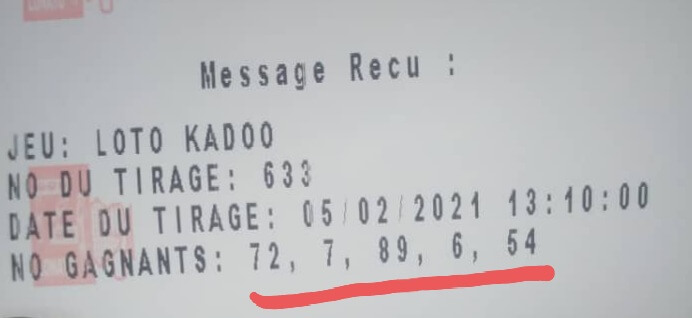 Message Recu :
JEU: LOTO KADOO
NO DU TIRAGE: 633
DATE DU TIRAGE: 05/02/2021 13:10:00
NO GAGNANTS: 72, 7, 89, 6, 54